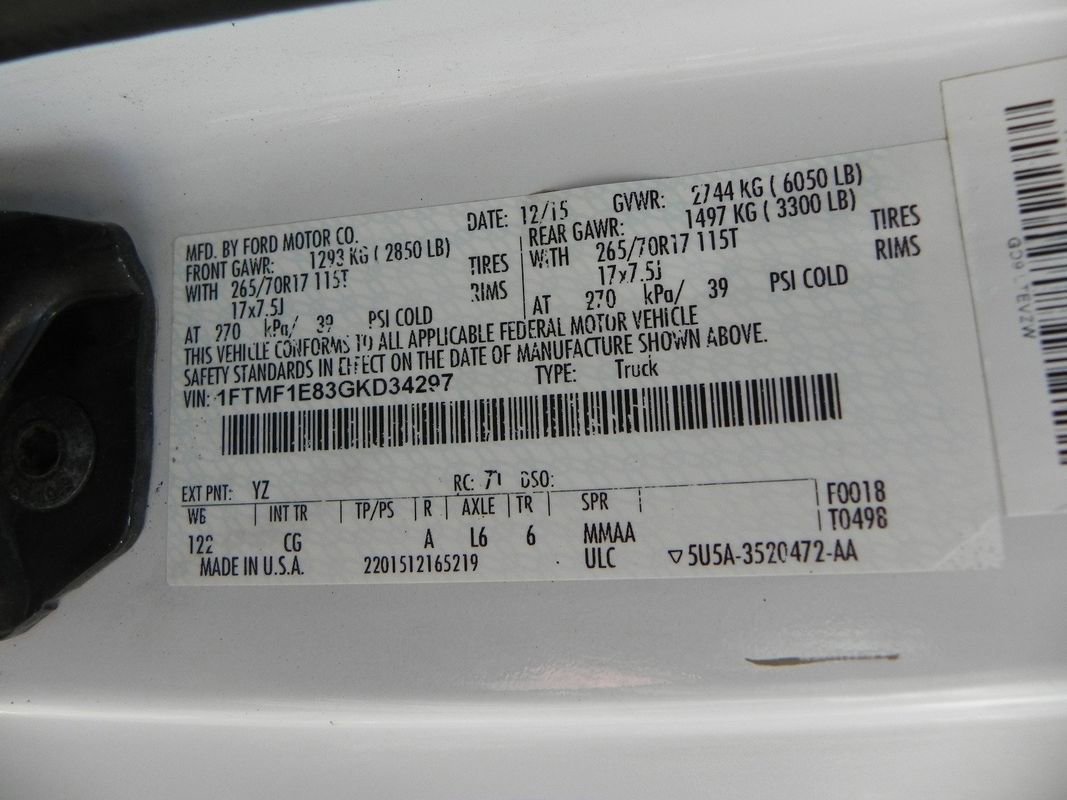 MFD. BY FORD MOTOR CO. DATE: 12/15 GVWR: 2744 KG ( 6050 LB)
FRONT GAWR: 1293 KG ( 2850 LB) REAR GAWR: 1497 KG ( 3300 LB)
WITH 265/70R17 115T TIRES WITH 265/70R17 115T TIRES
17x7.5J RIMS 17x7.5J RIMS
AT 270 kPa/ 39 PSI COLD AT 270 kPa/ 39 PSI COLD
THIS VEHICLE CONFORMS TO ALL APPLICABLE FEDERAL MOTOR VEHICLE
SAFETY STANDARDS IN EFFECT ON THE DATE OF MANUFACTURE SHOWN ABOVE.
VIN: 1FTMF1E83GKD34297 TYPE: Truck
EXT PNT: YZ RC: 71 DSO: F0018
WB INT TR TP/PS R AXLE TR SPR T0498
122 CG A L6 6 MMAA
MADE IN U.S.A. 2201512165219 ULC ▽5U5A-3520472-AA